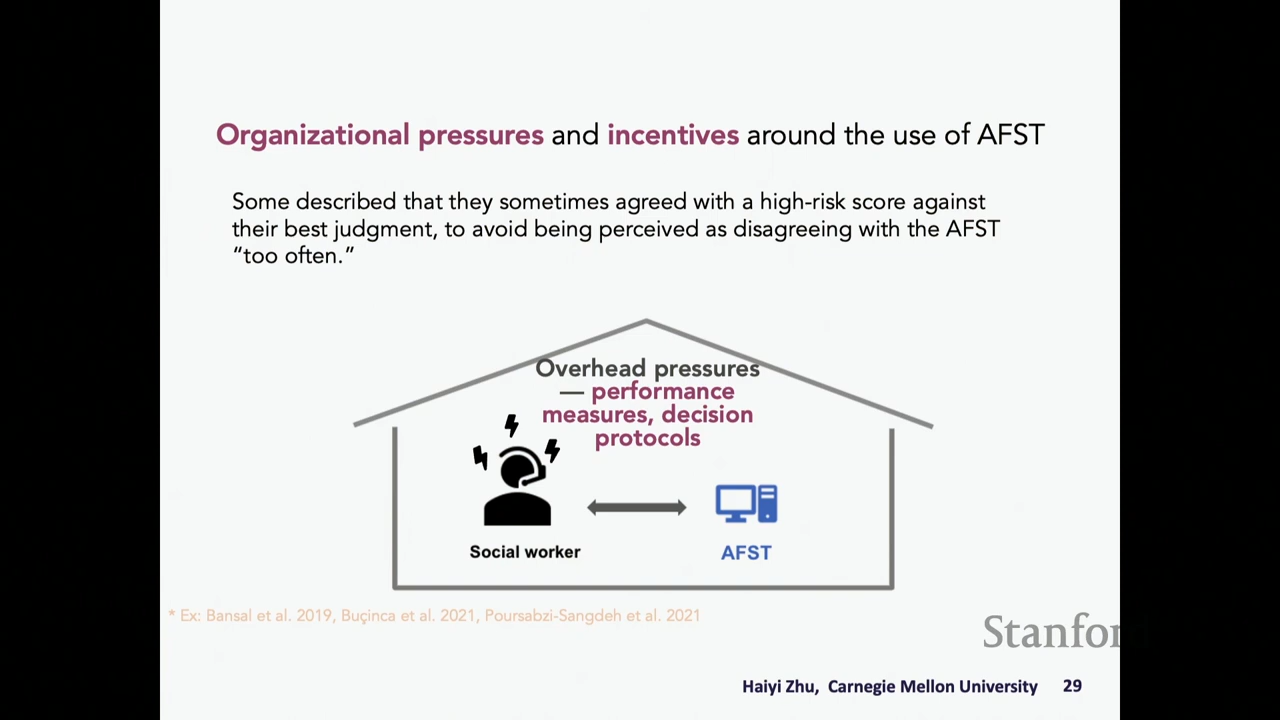 Organizational pressures and incentives around the use of AFST
Some described that they sometimes agreed with a high-risk score against
their best judgment, to avoid being perceived as disagreeing with the AFST
“too often.”
Overhead pressures
— performance
measures, decision
protocols
Social worker
AFST
* Ex: Bansal et al. 2019, Buçinca et al. 2021, Poursabzi-Sangdeh et al. 2021
Stanfor
Haiyi Zhu, Carnegie Mellon University 29